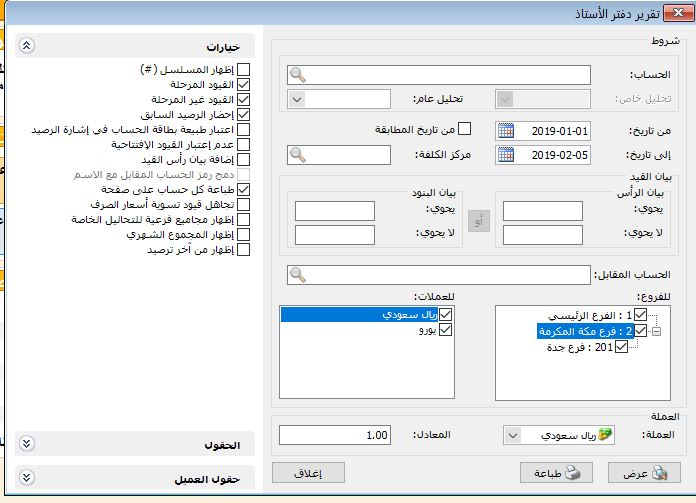 تقرير دفتر الأستاذ
شروط
الحساب:
تحليل خاص:
تحليل عام:
من تاريخ:
2019-01-01
من تاريخ المطابقة
إلى تاريخ:
2019-02-05
مركز الكلفة:
بيان القيد
بيان الرأس
يحوي:
لا يحوي:
أو
بيان البنود
يحوي:
لا يحوي:
الحساب المقابل:
للفروع:
1 : الفرع الرئيسي
2 : فرع مكة المكرمة
201 : فرع جدة
للعملات:
ريال سعودي
يورو
العملة
العملة:
ريال سعودي
المعادل:
1.00
عرض
طباعة
إغلاق
خيارات
إظهار المسلسل (#)
القيود المرحلة
القيود غير المرحلة
إحضار الرصيد السابق
اعتبار طبيعة بطاقة الحساب في إشارة الرصيد
عدم إعتبار القيود الإفتتاحية
إضافة بيان رأس القيد
دمج رمز الحساب المقابل مع الاسم
طباعة كل حساب على صفحة
تجاهل قيود تسوية أسعار الصرف
إظهار مجاميع فرعية للتحاليل الخاصة
إظهار المجموع الشهري
إظهار من آخر ترصيد
الحقول
حقول العميل